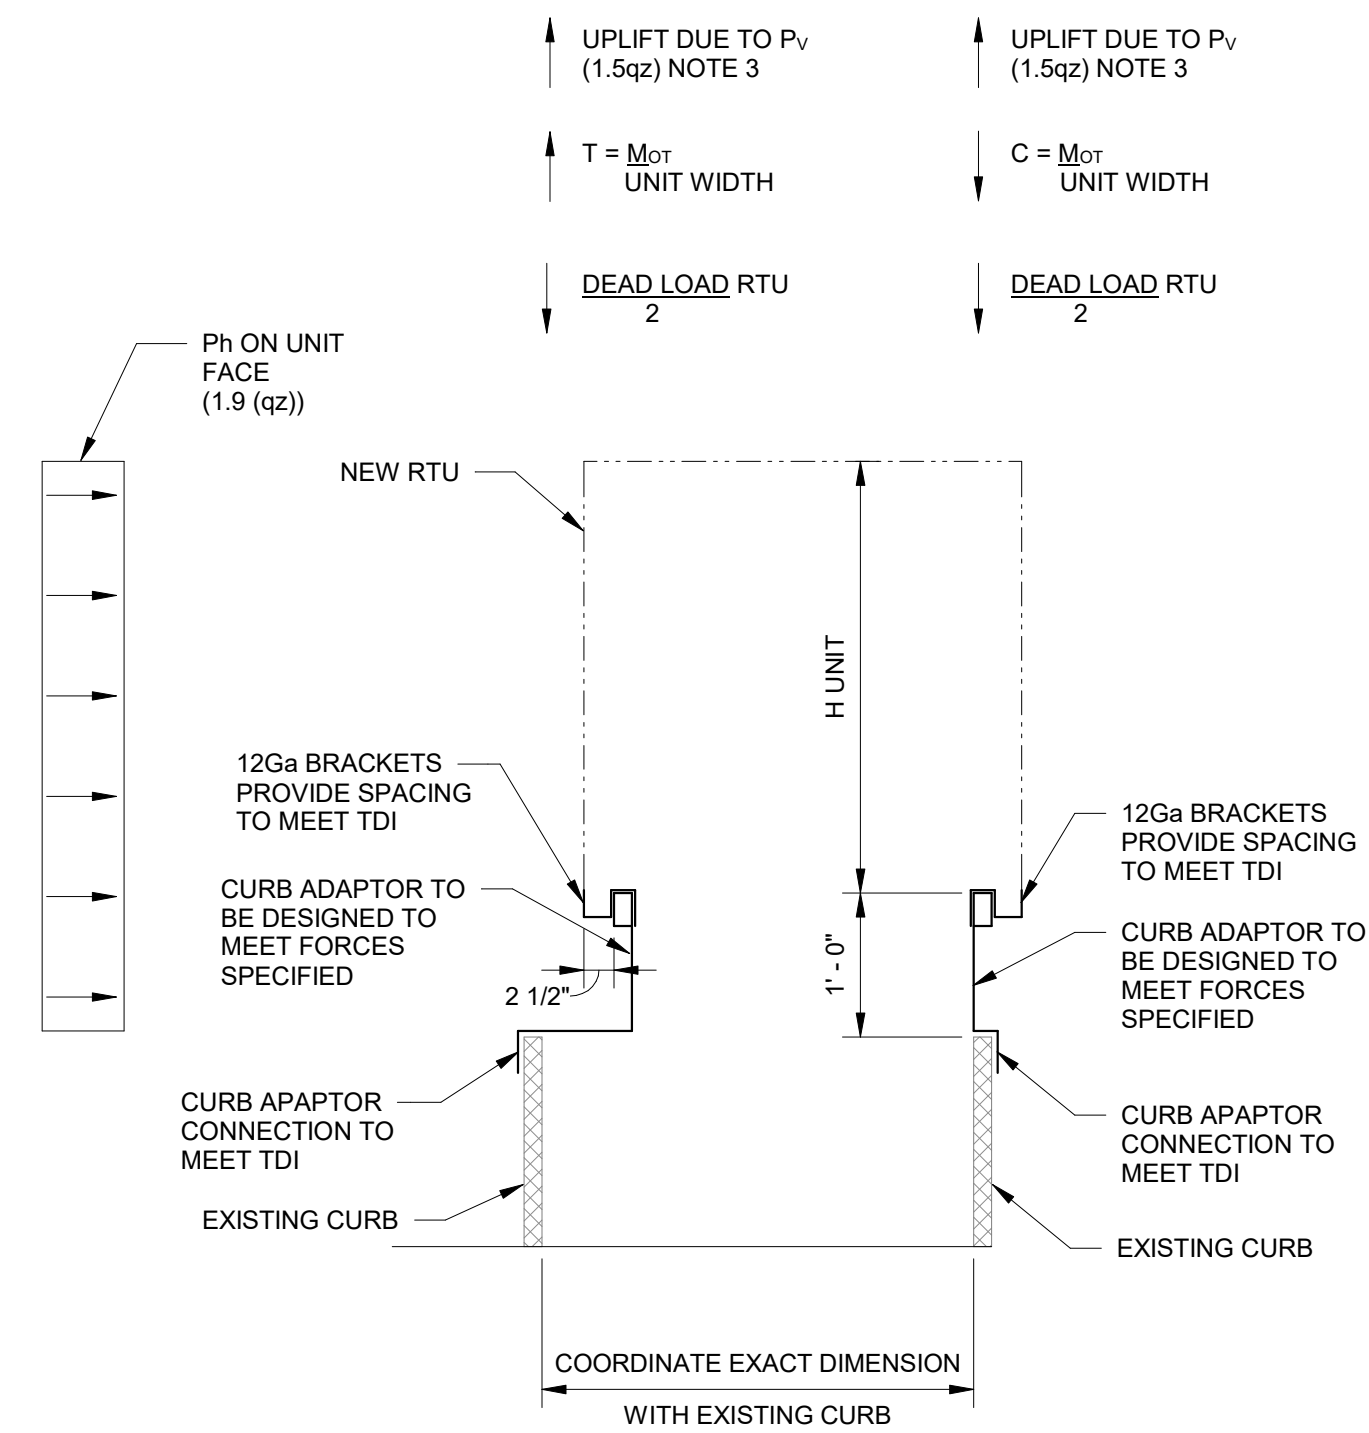 UPLIFT DUE TO PV
(1.5qz) NOTE 3
UPLIFT DUE TO PV
(1.5qz) NOTE 3
T = MOT
UNIT WIDTH
C = MOT
UNIT WIDTH
DEAD LOAD RTU
2
DEAD LOAD RTU
2
Ph ON UNIT
FACE
(1.9 (qz))
NEW RTU
H UNIT
12Ga BRACKETS
PROVIDE SPACING
TO MEET TDI
12Ga BRACKETS
PROVIDE SPACING
TO MEET TDI
CURB ADAPTOR TO
BE DESIGNED TO
MEET FORCES
SPECIFIED
2 1/2"
1' - 0"
CURB ADAPTOR TO
BE DESIGNED TO
MEET FORCES
SPECIFIED
CURB APAPTOR
CONNECTION TO
MEET TDI
CURB APAPTOR
CONNECTION TO
MEET TDI
EXISTING CURB
EXISTING CURB
COORDINATE EXACT DIMENSION
WITH EXISTING CURB